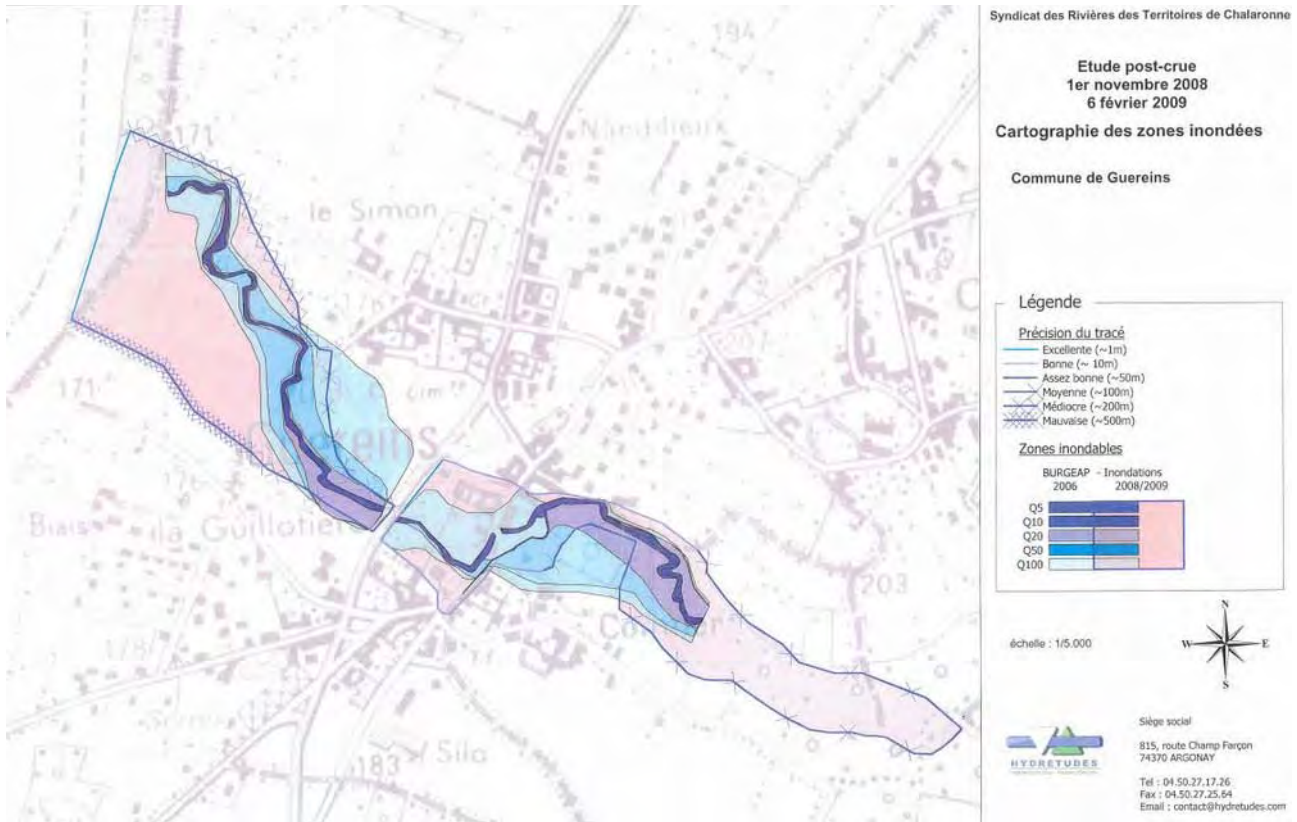 Syndicat des Rivières des Territoires de Chalaronne
Etude post-crue
1er novembre 2008
6 février 2009
Cartographie des zones inondées
Commune de Guereins
Légende
Précision du tracé
Excellente (~1m)
Bonne (~ 10m)
Assez bonne (~50m)
Moyenne (~100m)
Médiocre (~200m)
Mauvaise (~500m)
Zones inondables
BURGEAP - Inondations
2006 2008/2009
Q5
Q10
Q20
Q50
Q100
échelle : 1/5.000
N
W E
S
HYDRETUDES
Siège social
815, route Champ Farçon
74370 ARGONAY
Tel : 04.50.27.17.26
Fax : 04.50.27.25.64
Email : contact@hydretudes.com
194
171
le Simon
176
171
Guereins
la Guillotière
203
178
Silo
183